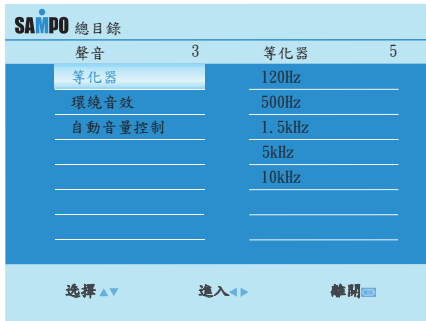 SAMPO 總目錄
聲音 3 等化器 5
等化器 120Hz
環繞音效 500Hz
自動音量控制 1.5kHz
5kHz
10kHz
选擇▲▼ 進入◀▶ 離開